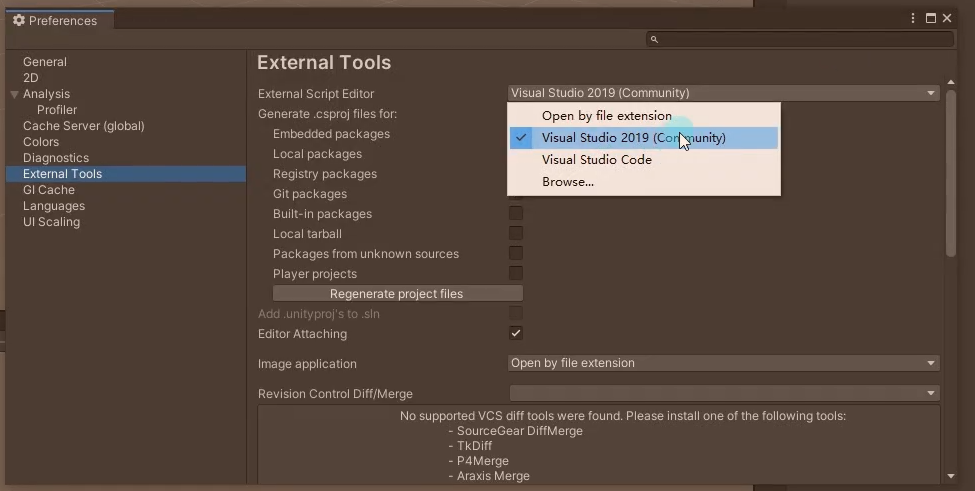 Preferences
General
2D
Analysis
Profiler
Cache Server (global)
Colors
Diagnostics
External Tools
GI Cache
Languages
UI Scaling
External Tools
External Script Editor
Visual Studio 2019 (Community)
Open by file extension
Visual Studio 2019 (Community)
Visual Studio Code
Browse...
Generate .csproj files for:
Embedded packages
Local packages
Registry packages
Git packages
Built-in packages
Local tarball
Packages from unknown sources
Player projects
Regenerate project files
Add .unityproj's to .sln
Editor Attaching
Image application
Open by file extension
Revision Control Diff/Merge
No supported VCS diff tools were found. Please install one of the following tools:
- SourceGear DiffMerge
- TkDiff
- P4Merge
- Araxis Merge